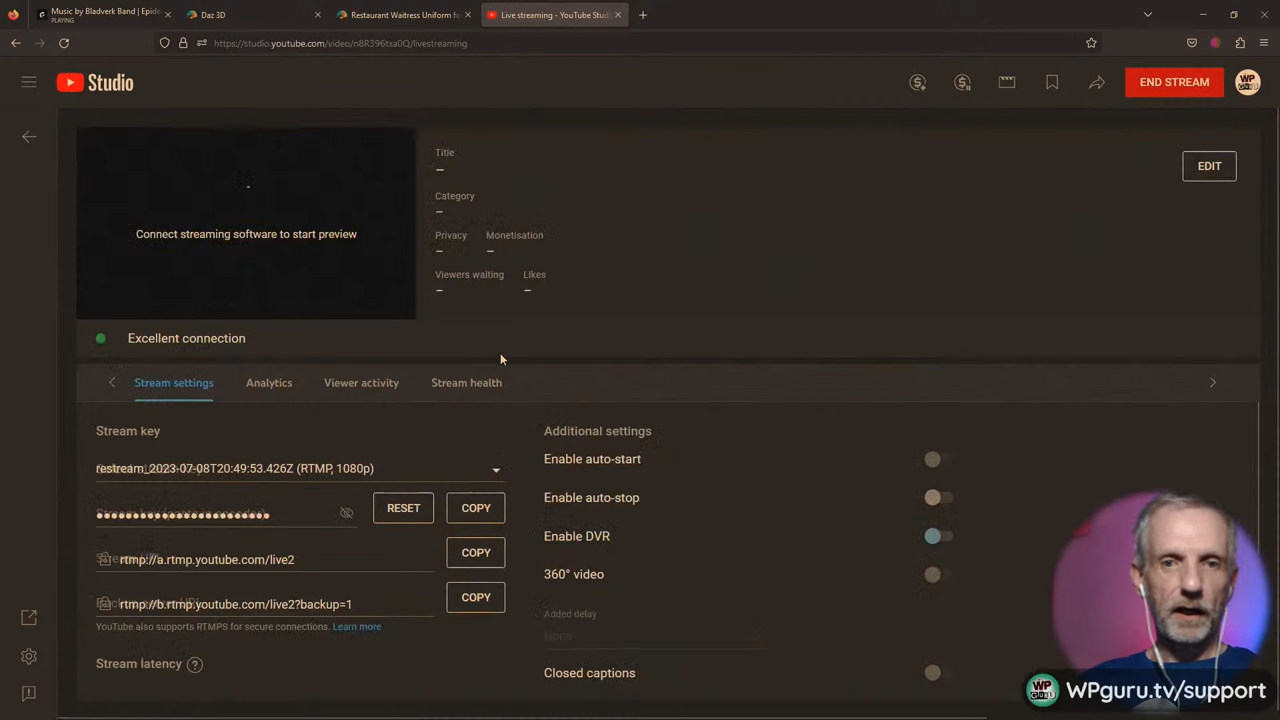 Music by Bladverk Band | Epide
PLAYING
Daz 3D
Restaurant Waitress Uniform fo
Live streaming - YouTube Studi
https://studio.youtube.com/video/n8R396txa0Q/livestreaming
Studio
END STREAM
WP GURU
Connect streaming software to start preview
Title
–
EDIT
Category
–
Privacy Monetisation
– –
Viewers waiting Likes
– –
Excellent connection
Stream settings Analytics Viewer activity Stream health
Stream key
restream_2023-07-08T20:49:53.426Z (RTMP, 1080p)
RESET COPY
rtmp://a.rtmp.youtube.com/live2
COPY
rtmp://b.rtmp.youtube.com/live2?backup=1
COPY
YouTube also supports RTMPS for secure connections. Learn more
Stream latency ?
Additional settings
Enable auto-start
Enable auto-stop
Enable DVR
360° video
Added delay
None
Closed captions
WP GURU WPguru.tv/support